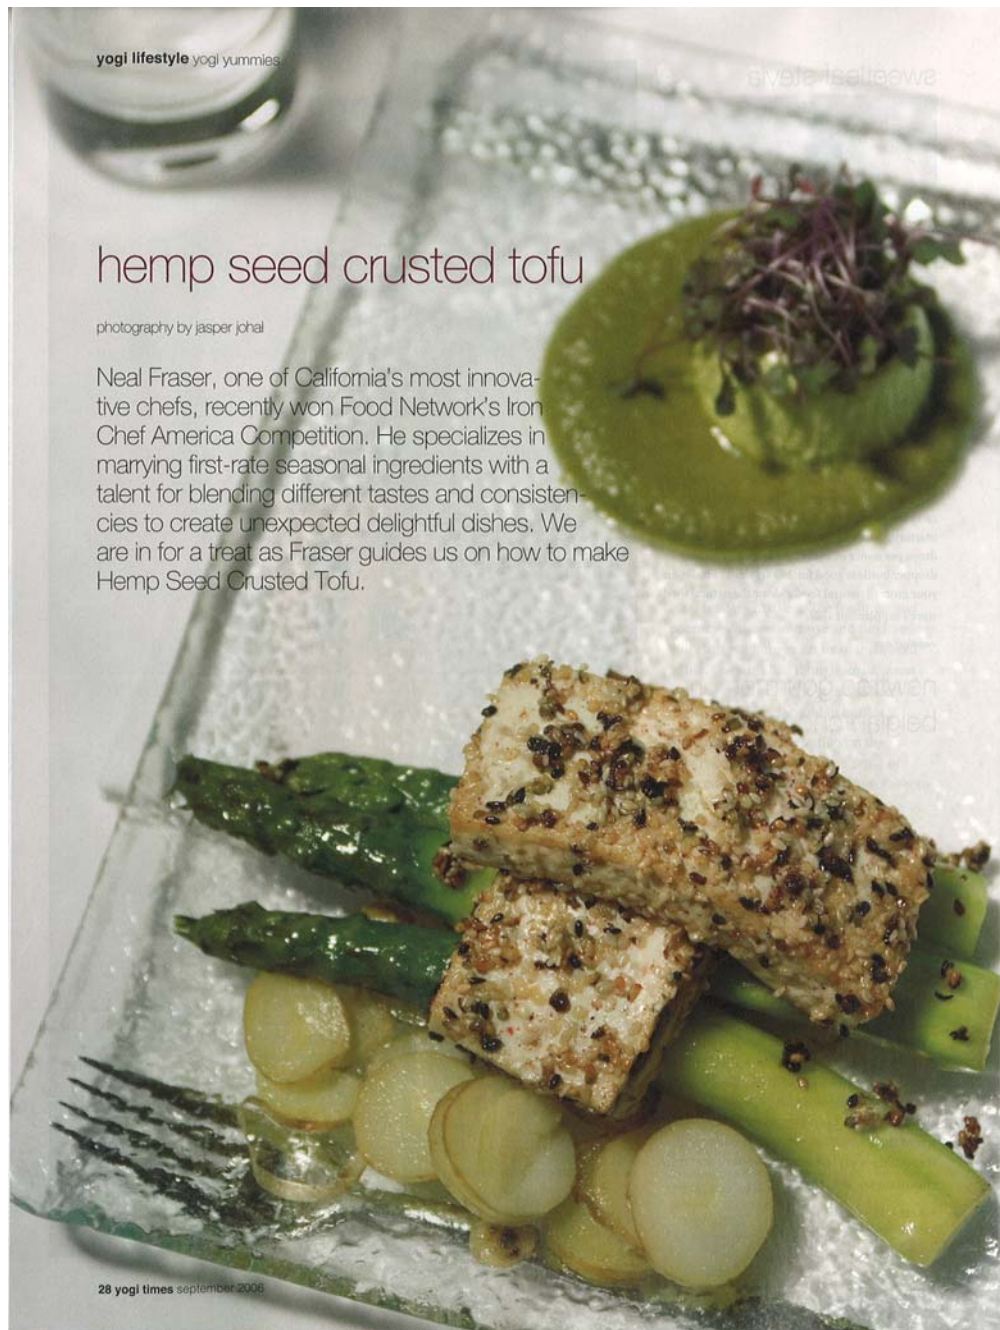 yogi lifestyle yogi yummies
hemp seed crusted tofu
photography by jasper johal
Neal Fraser, one of California's most innova-
tive chefs, recently won Food Network's Iron
Chef America Competition. He specializes in
marrying first-rate seasonal ingredients with a
talent for blending different tastes and consisten-
cies to create unexpected delightful dishes. We
are in for a treat as Fraser guides us on how to make
Hemp Seed Crusted Tofu.
28 yogi times september 2006